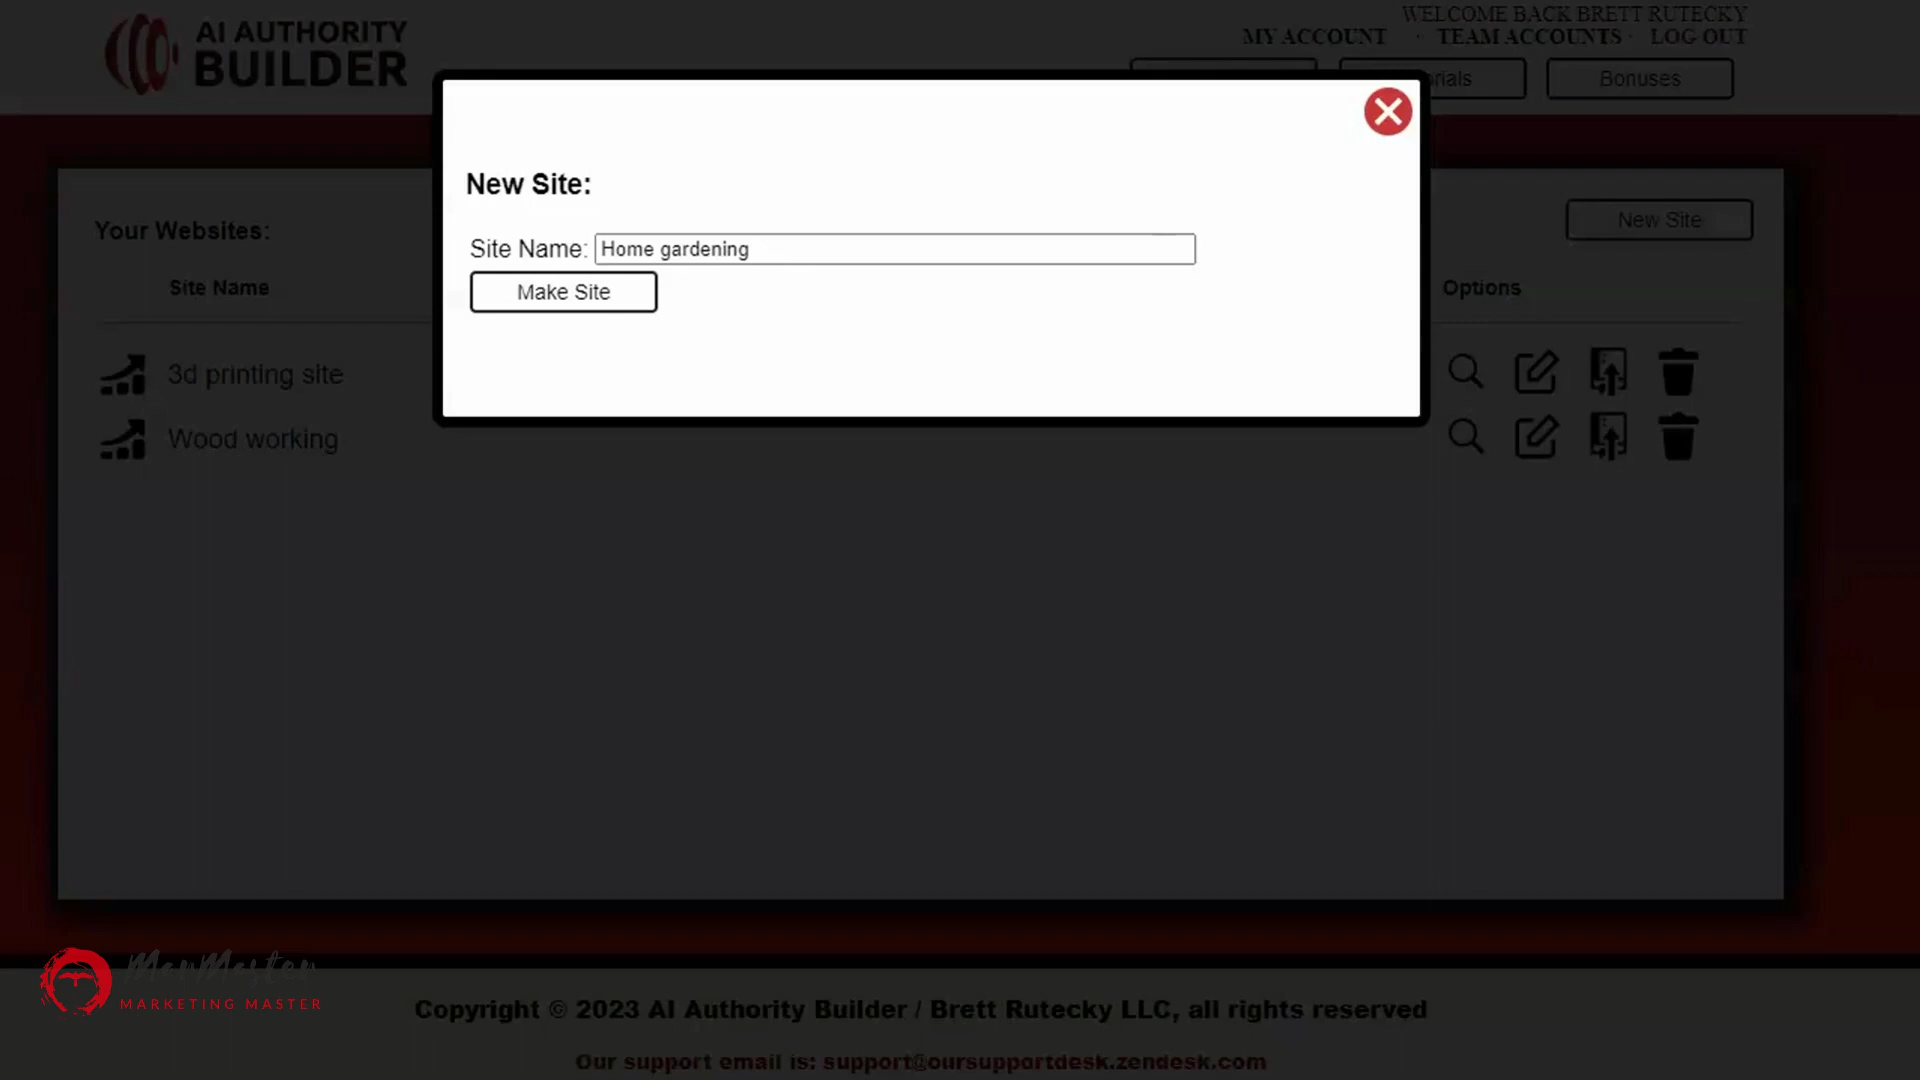 AI AUTHORITY
BUILDER
WELCOME BACK BRETT RUTECKY
MY ACCOUNT · TEAM ACCOUNTS · LOG OUT
rials
Bonuses
New Site:
Site Name: Home gardening
Make Site
Your Websites:
New Site
Site Name
Options
3d printing site
Wood working
MARKETING MASTER
Copyright © 2023 AI Authority Builder / Brett Rutecky LLC, all rights reserved
Our support email is: support@oursupportdesk.zendesk.com